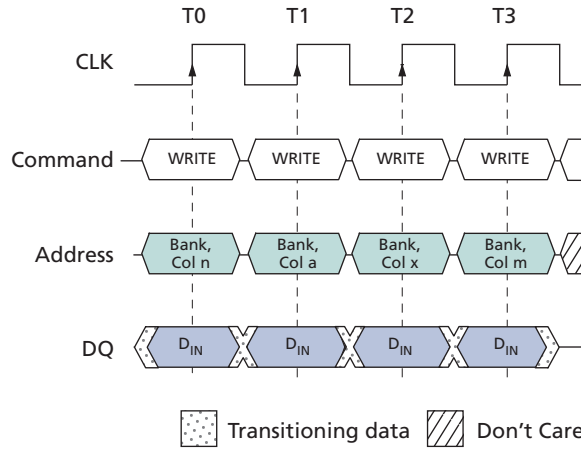 T0 T1 T2 T3
CLK
Command WRITE WRITE WRITE WRITE
Address Bank, Col n Bank, Col a Bank, Col x Bank, Col m
DQ DIN DIN DIN DIN
Transitioning data Don't Care